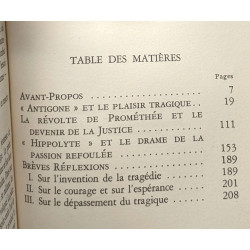 TABLE DES MATIÈRES
Pages
AVANT-PROPOS 7
« ANTIGONE » ET LE PLAISIR TRAGIQUE.. 19
LA RÉVOLTE DE PROMÉTHÉE ET LE
DEVENIR DE LA JUSTICE 111
« HIPPOLYTE » ET LE DRAME DE LA
PASSION REFOULÉE 153
BRÈVES RÉFLEXIONS 189
I. Sur l'invention de la tragédie. 189
II. Sur le courage et sur l'espérance. 201
III. Sur le dépassement du tragique 208